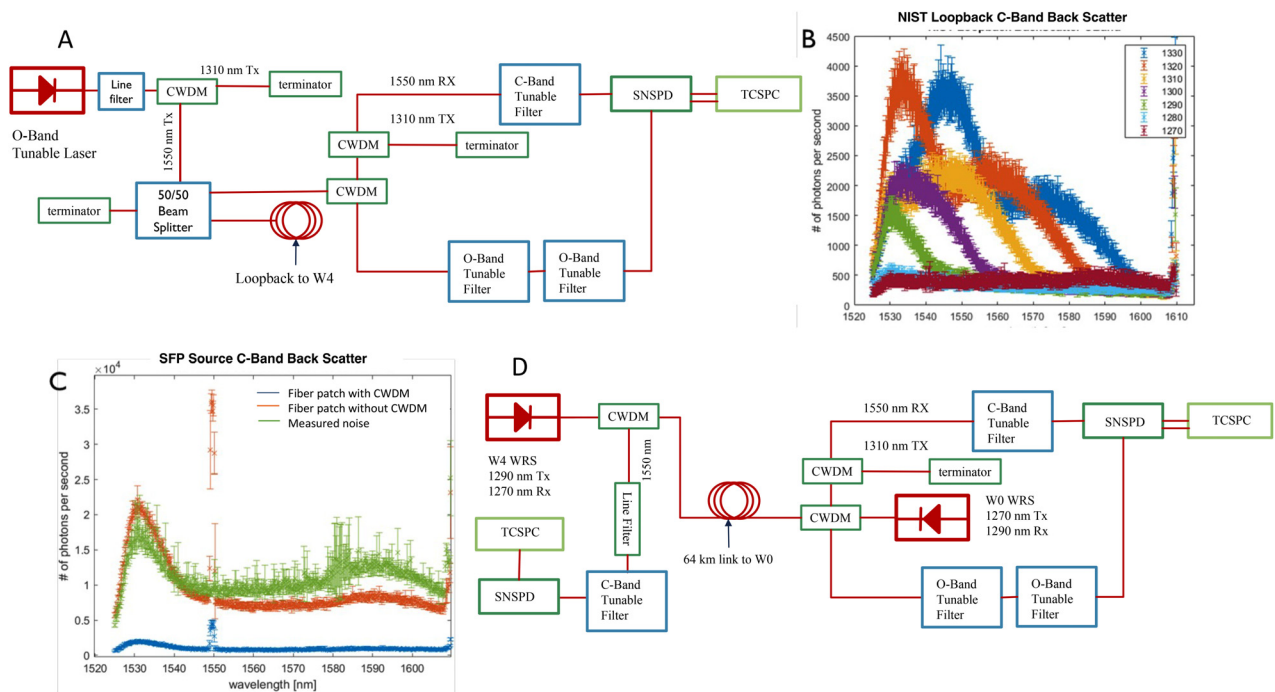 A
1310 nm Tx
Line
filter
CWDM
terminator
O-Band
Tunable Laser
1550 nm Tx
terminator
50/50
Beam
Splitter
Loopback to W4
1550 nm RX
1310 nm TX
CWDM
terminator
CWDM
C-Band
Tunable
Filter
SNSPD
TCSPC
O-Band
Tunable
Filter
O-Band
Tunable
Filter
NIST Loopback C-Band Back Scatter
B
# of photons per second
4500
4000
3500
3000
2500
2000
1500
1000
500
0
1520 1530 1540 1550 1560 1570 1580 1590 1600 1610
1330
1320
1310
1300
1290
1280
1270
SFP Source C-Band Back Scatter
C
×10⁴
# of photons per second
3.5
3
2.5
2
1.5
1
0.5
0
Fiber patch with CWDM
Fiber patch without CWDM
Measured noise
1520 1530 1540 1550 1560 1570 1580 1590 1600
wavelength [nm]
D
CWDM
W4 WRS
1290 nm Tx
1270 nm Rx
1550 nm
Line Filter
TCSPC
SNSPD
C-Band
Tunable
Filter
64 km link to W0
1550 nm RX
1310 nm TX
CWDM
terminator
CWDM
W0 WRS
1270 nm Tx
1290 nm Rx
C-Band
Tunable
Filter
SNSPD
TCSPC
O-Band
Tunable
Filter
O-Band
Tunable
Filter